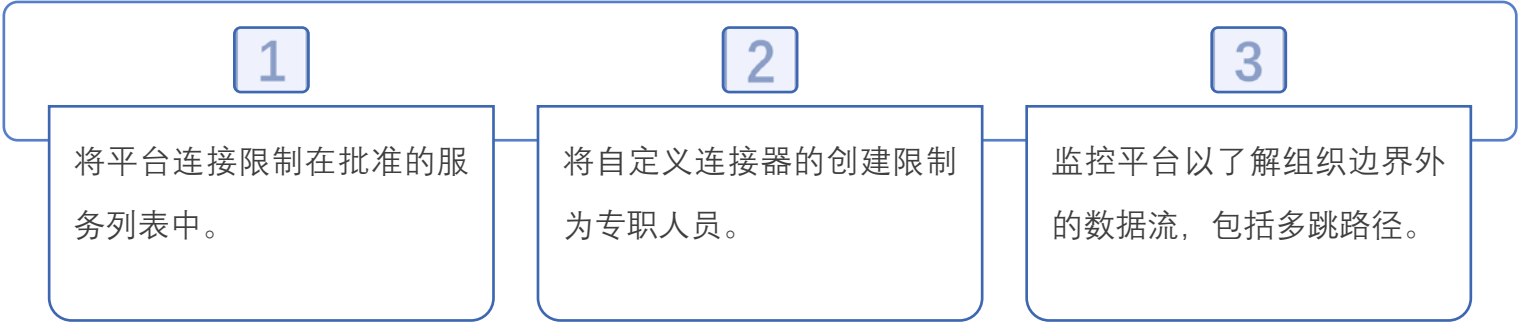 1
将平台连接限制在批准的服
务列表中。
2
将自定义连接器的创建限制
为专职人员。
3
监控平台以了解组织边界外
的数据流，包括多跳路径。